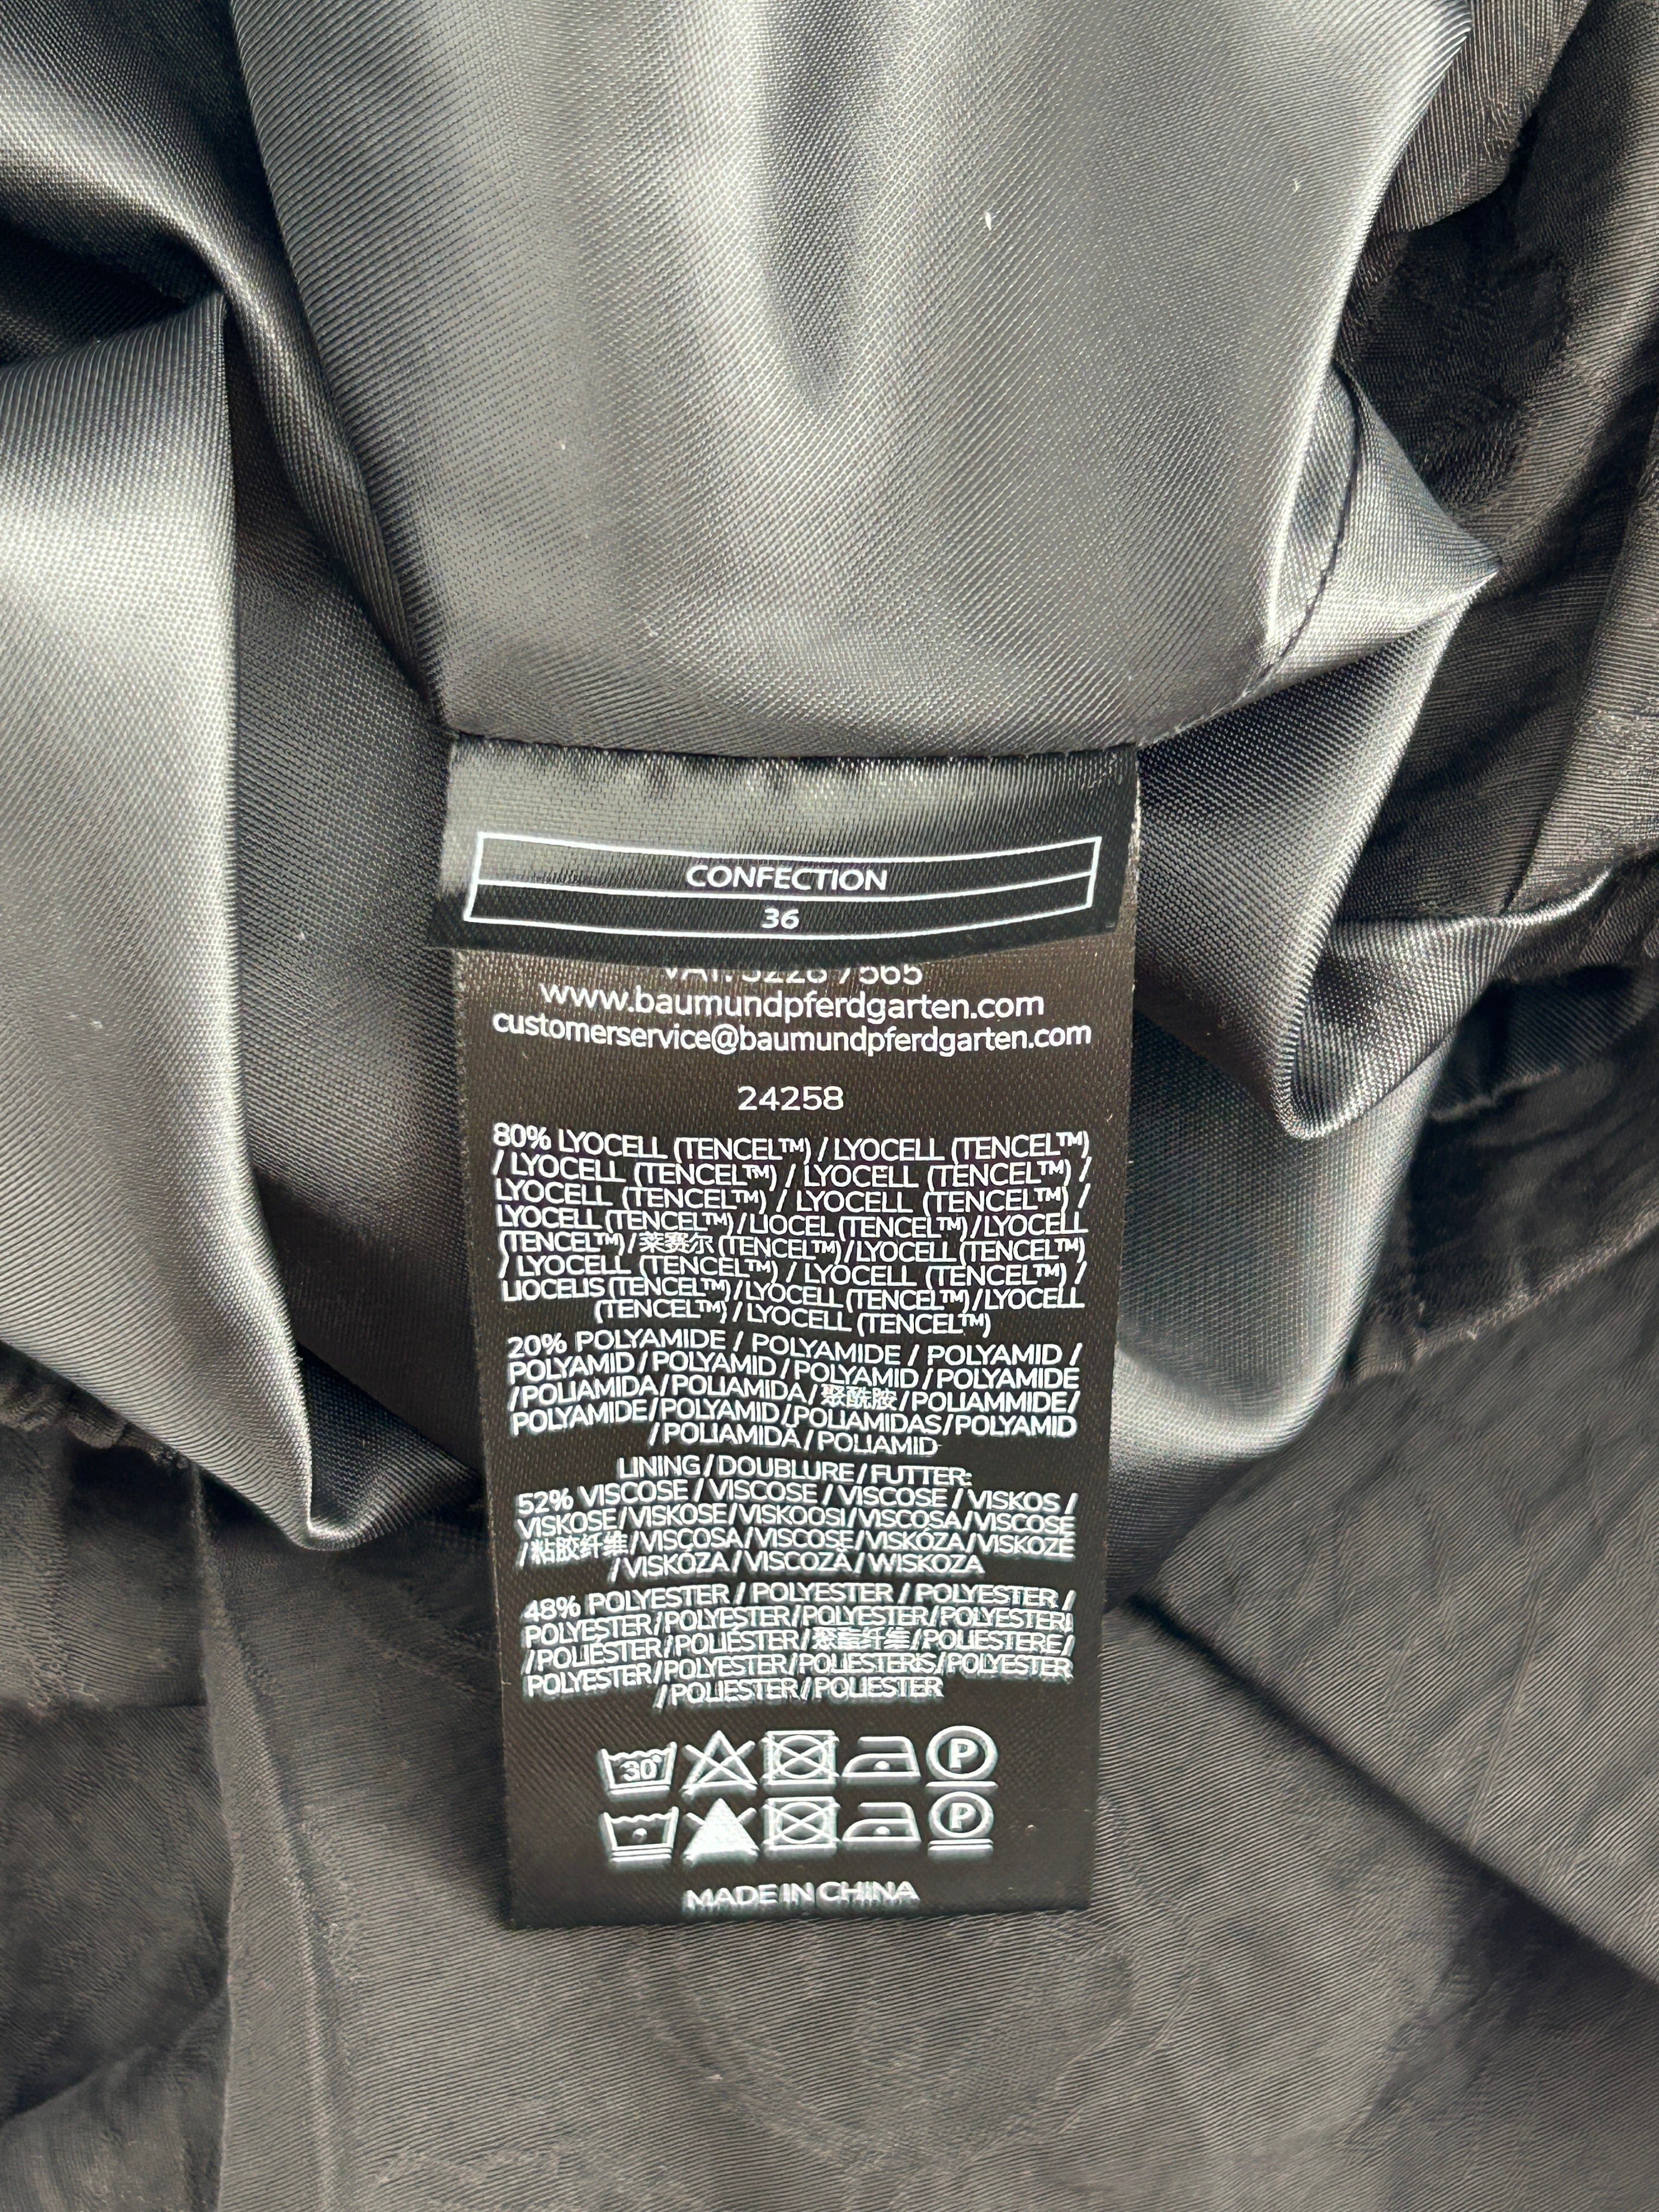 CONFECTION
36
www.baumundpferdgarten.com
customerservice@baumundpferdgarten.com
24258
80% LYOCELL (TENCEL™) / LYOCELL (TENCEL™)
/ LYOCELL (TENCEL™) / LYOCELL (TENCEL™) /
LYOCELL (TENCEL™) / LYOCELL (TENCEL™) /
LYOCELL (TENCEL™) / LIOCEL (TENCEL™) / LYOCELL
(TENCEL™) / 莱赛尔 (TENCEL™) / LYOCELL (TENCEL™)
/ LYOCELL (TENCEL™) / LYOCELL (TENCEL™) /
LIOCELIS (TENCEL™) / LYOCELL (TENCEL™) / LYOCELL
(TENCEL™) / LYOCELL (TENCEL™)
20% POLYAMIDE / POLYAMIDE / POLYAMID /
POLYAMID / POLYAMID / POLYAMID / POLYAMIDE
/ POLIAMIDA / POLIAMIDA / 聚酰胺 / POLIAMMIDE /
POLYAMIDE / POLYAMID / POLIAMIDAS / POLYAMID
/ POLIAMIDA / POLIAMID
LINING / DOUBLURE / FUTTER:
52% VISCOSE / VISCOSE / VISCOSE / VISKOS /
VISKOSE / VISKOSE / VISKOOSI / VISCOSA / VISCOSE
/ 粘胶纤维 / VISCOSA / VISCOSE / VISKÓZA / VISKOZE
/ VISKÓZA / VISCOZĂ / WISKOZA
48% POLYESTER / POLYESTER / POLYESTER /
POLYESTER / POLYESTER / POLYESTER / POLYESTERI
/ POLIÉSTER / POLIÉSTER / 聚酯纤维 / POLIESTERE /
POLYESTER / POLYESTER / POLIESTERIS / POLYESTER
/ POLIESTER / POLIESTER
30° P
P
MADE IN CHINA